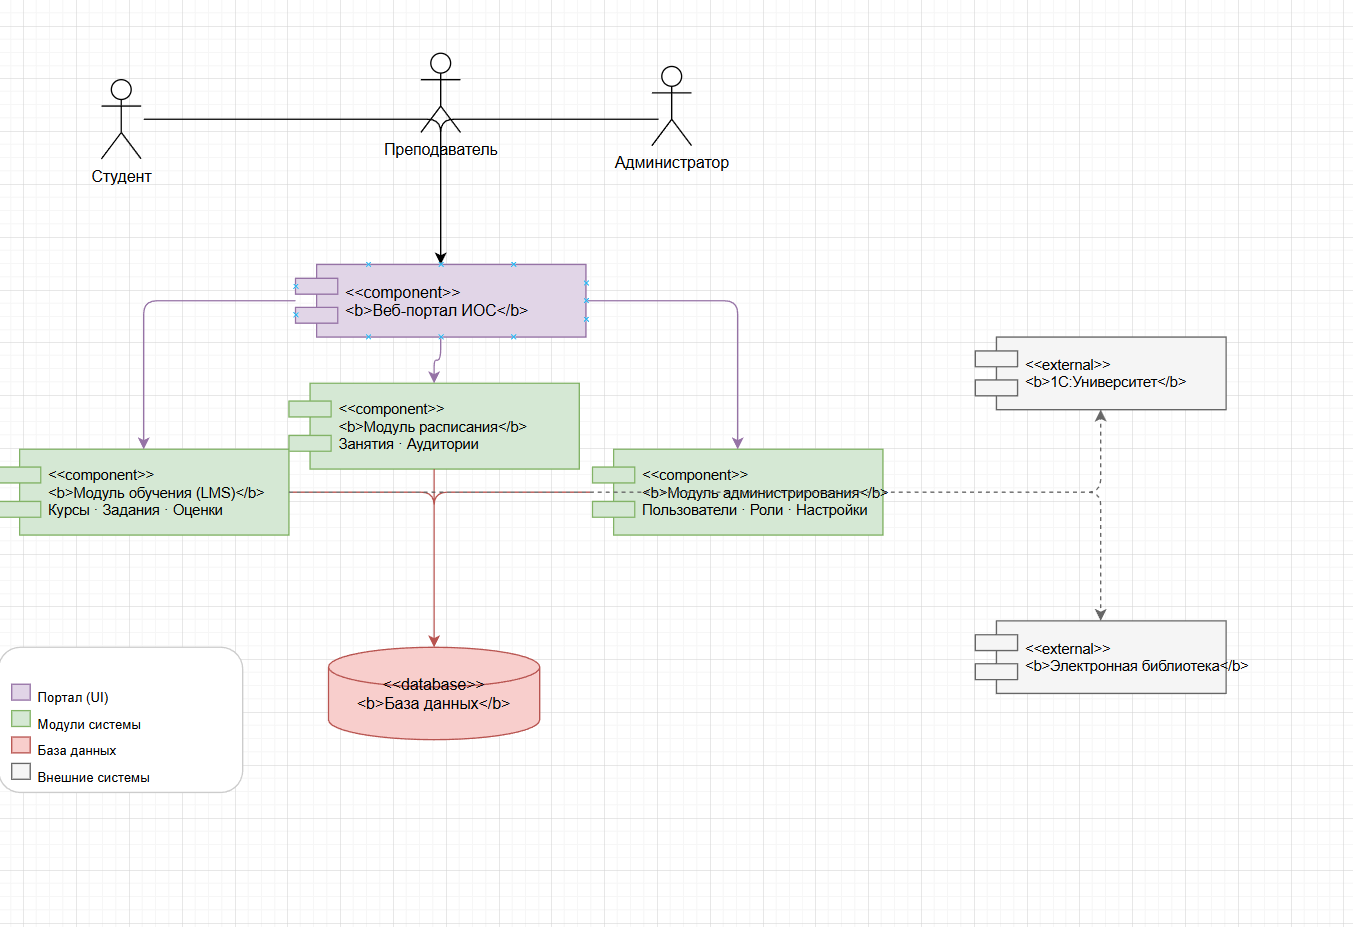 Студент
Преподаватель
Администратор
<<component>>
<b>Веб-портал ИОС</b>
<<component>>
<b>Модуль расписания</b>
Занятия · Аудитории
<<component>>
<b>Модуль обучения (LMS)</b>
Курсы · Задания · Оценки
<<component>>
<b>Модуль администрирования</b>
Пользователи · Роли · Настройки
<<external>>
<b>1С:Университет</b>
<<external>>
<b>Электронная библиотека</b>
<<database>>
<b>База данных</b>
Портал (UI)
Модули системы
База данных
Внешние системы